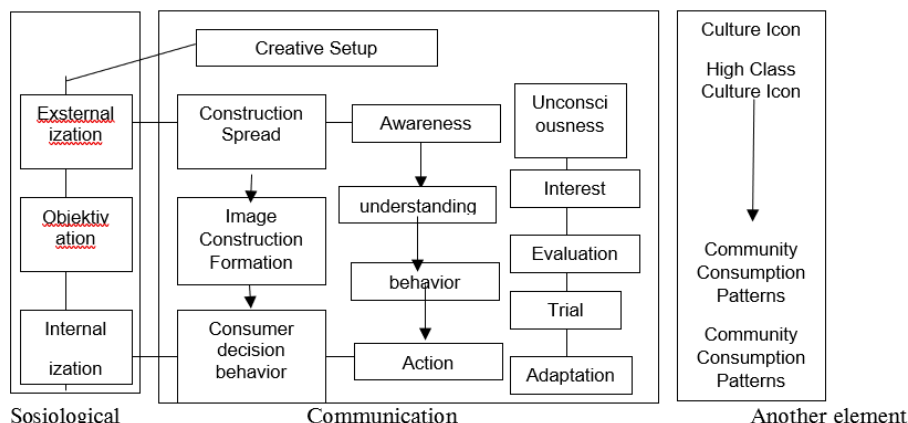 Creative Setup
Exsternal
ization
Objektiv
ation
Internal
ization
Construction
Spread
Image
Construction
Formation
Consumer
decision
behavior
Awareness
understanding
behavior
Action
Unconsci
ousness
Interest
Evaluation
Trial
Adaptation
Culture Icon
High Class
Culture Icon
Community
Consumption
Patterns
Community
Consumption
Patterns
Sosiological
Communication
Another element